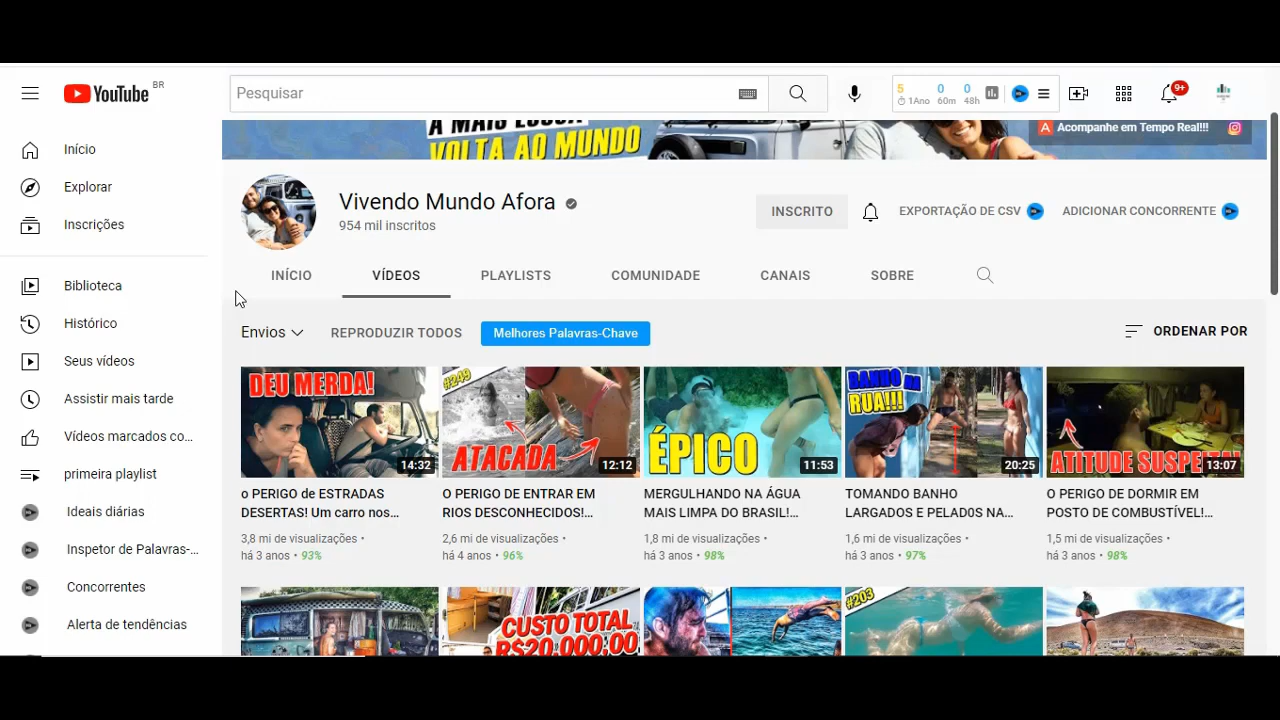 YouTube BR
Pesquisar
5 0 0
1Ano 60m 48h
9+
A MAIS LOUCA
VOLTA AO MUNDO
A Acompanhe em Tempo Real!!!
Início
Explorar
Inscrições
Biblioteca
Histórico
Seus vídeos
Assistir mais tarde
Vídeos marcados co...
primeira playlist
Ideais diárias
Inspetor de Palavras-...
Concorrentes
Alerta de tendências
Vivendo Mundo Afora
954 mil inscritos
INSCRITO
EXPORTAÇÃO DE CSV
ADICIONAR CONCORRENTE
INÍCIO VÍDEOS PLAYLISTS COMUNIDADE CANAIS SOBRE
Envios REPRODUZIR TODOS Melhores Palavras-Chave ORDENAR POR
DEU MERDA!
14:32
o PERIGO de ESTRADAS
DESERTAS! Um carro nos...
3,8 mi de visualizações •
há 3 anos • 93%
#249
ATACADA
12:12
O PERIGO DE ENTRAR EM
RIOS DESCONHECIDOS!...
2,6 mi de visualizações •
há 4 anos • 96%
ÉPICO
11:53
MERGULHANDO NA ÁGUA
MAIS LIMPA DO BRASIL!...
1,8 mi de visualizações •
há 3 anos • 98%
BANHO NA
RUA!!!
20:25
TOMANDO BANHO
LARGADOS E PELAD0S NA...
1,6 mi de visualizações •
há 3 anos • 97%
ATITUDE SUSPEITA
13:07
O PERIGO DE DORMIR EM
POSTO DE COMBUSTÍVEL!...
1,5 mi de visualizações •
há 3 anos • 98%
CUSTO TOTAL
R$20.000,00
#203